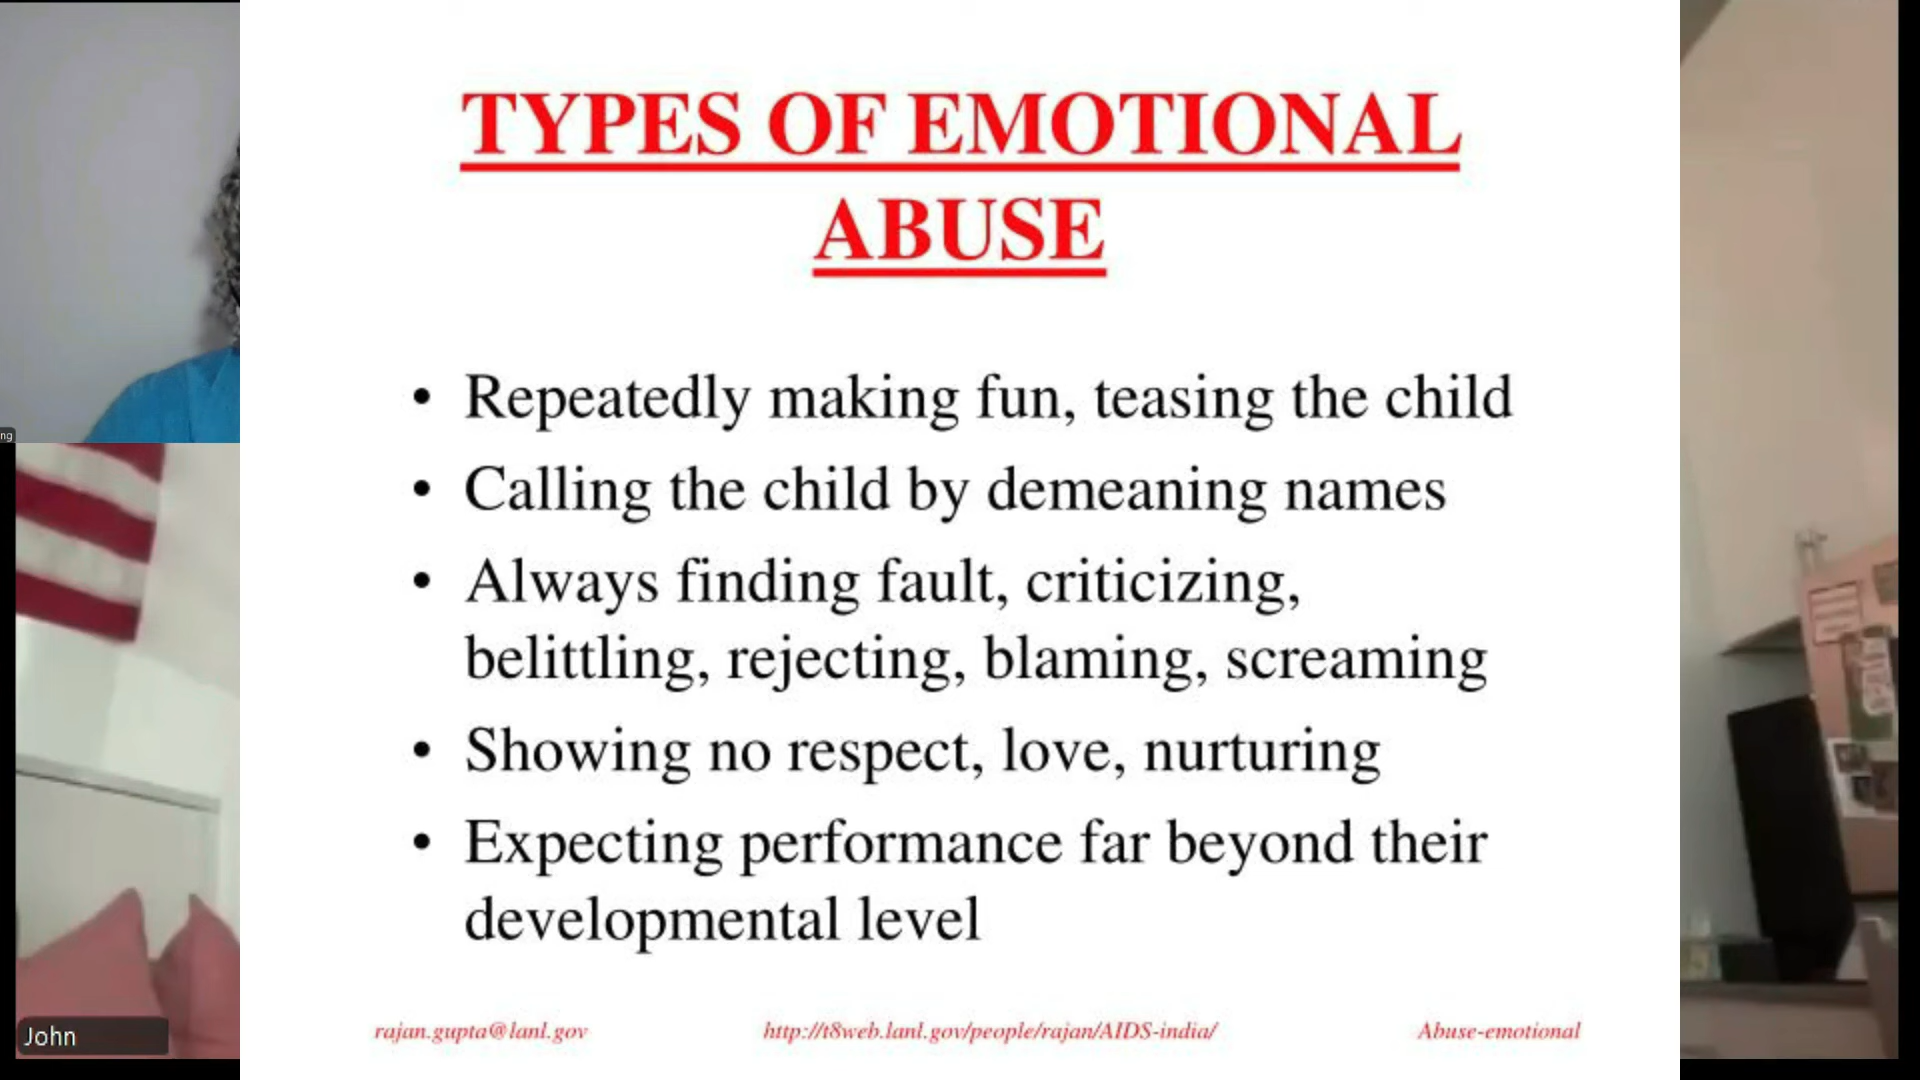 TYPES OF EMOTIONAL
ABUSE
• Repeatedly making fun, teasing the child
• Calling the child by demeaning names
• Always finding fault, criticizing,
belittling, rejecting, blaming, screaming
• Showing no respect, love, nurturing
• Expecting performance far beyond their
developmental level
rajan.gupta@lanl.gov http://t8web.lanl.gov/people/rajan/AIDS-india/ Abuse-emotional
ng
John